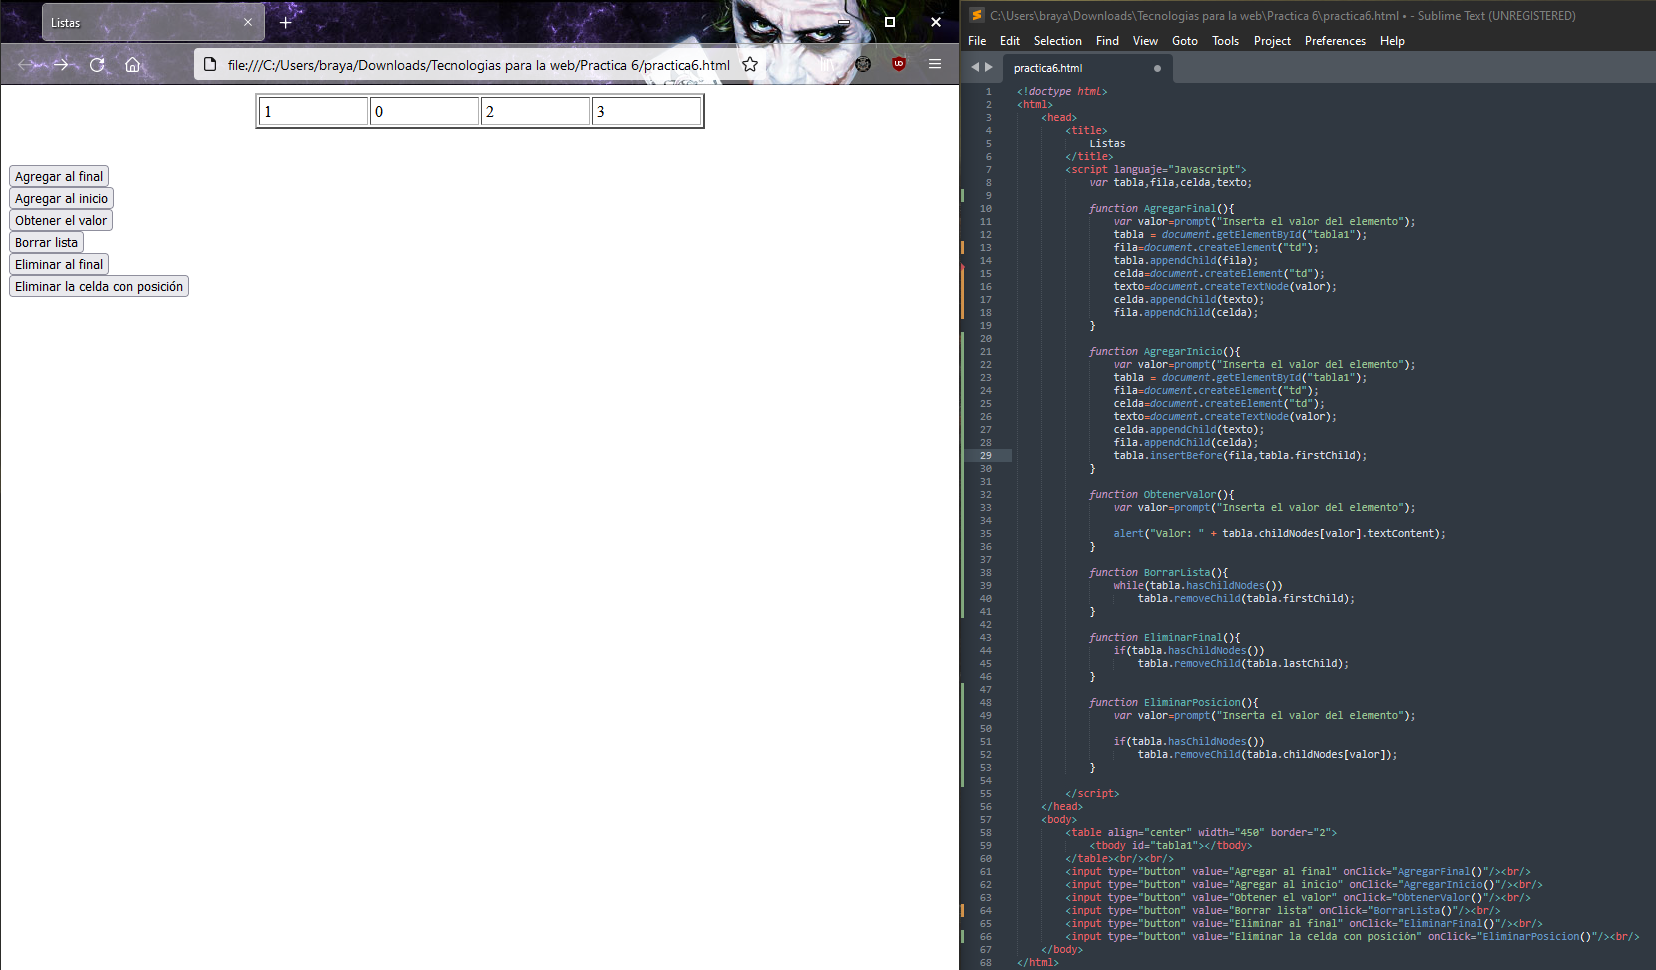 Listas
file:///C:/Users/braya/Downloads/Tecnologias para la web/Practica 6/practica6.html
1 0 2 3
Agregar al final
Agregar al inicio
Obtener el valor
Borrar lista
Eliminar al final
Eliminar la celda con posición
C:\Users\braya\Downloads\Tecnologias para la web\Practica 6\practica6.html • - Sublime Text (UNREGISTERED)
File Edit Selection Find View Goto Tools Project Preferences Help
practica6.html
1 <!doctype html>
2 <html>
3 <head>
4 <title>
5 Listas
6 </title>
7 <script languaje="Javascript">
8 var tabla,fila,celda,texto;
9
10 function AgregarFinal(){
11 var valor=prompt("Inserta el valor del elemento");
12 tabla = document.getElementById("tabla1");
13 fila=document.createElement("td");
14 tabla.appendChild(fila);
15 celda=document.createElement("td");
16 texto=document.createTextNode(valor);
17 celda.appendChild(texto);
18 fila.appendChild(celda);
19 }
20
21 function AgregarInicio(){
22 var valor=prompt("Inserta el valor del elemento");
23 tabla = document.getElementById("tabla1");
24 fila=document.createElement("td");
25 celda=document.createElement("td");
26 texto=document.createTextNode(valor);
27 celda.appendChild(texto);
28 fila.appendChild(celda);
29 tabla.insertBefore(fila,tabla.firstChild);
30 }
31
32 function ObtenerValor(){
33 var valor=prompt("Inserta el valor del elemento");
34
35 alert("Valor: " + tabla.childNodes[valor].textContent);
36 }
37
38 function BorrarLista(){
39 while(tabla.hasChildNodes())
40 tabla.removeChild(tabla.firstChild);
41 }
42
43 function EliminarFinal(){
44 if(tabla.hasChildNodes())
45 tabla.removeChild(tabla.lastChild);
46 }
47
48 function EliminarPosicion(){
49 var valor=prompt("Inserta el valor del elemento");
50
51 if(tabla.hasChildNodes())
52 tabla.removeChild(tabla.childNodes[valor]);
53 }
54
55 </script>
56 </head>
57 <body>
58 <table align="center" width="450" border="2">
59 <tbody id="tabla1"></tbody>
60 </table><br/><br/>
61 <input type="button" value="Agregar al final" onClick="AgregarFinal()"/><br/>
62 <input type="button" value="Agregar al inicio" onClick="AgregarInicio()"/><br/>
63 <input type="button" value="Obtener el valor" onClick="ObtenerValor()"/><br/>
64 <input type="button" value="Borrar lista" onClick="BorrarLista()"/><br/>
65 <input type="button" value="Eliminar al final" onClick="EliminarFinal()"/><br/>
66 <input type="button" value="Eliminar la celda con posición" onClick="EliminarPosicion()"/><br/>
67 </body>
68 </html>